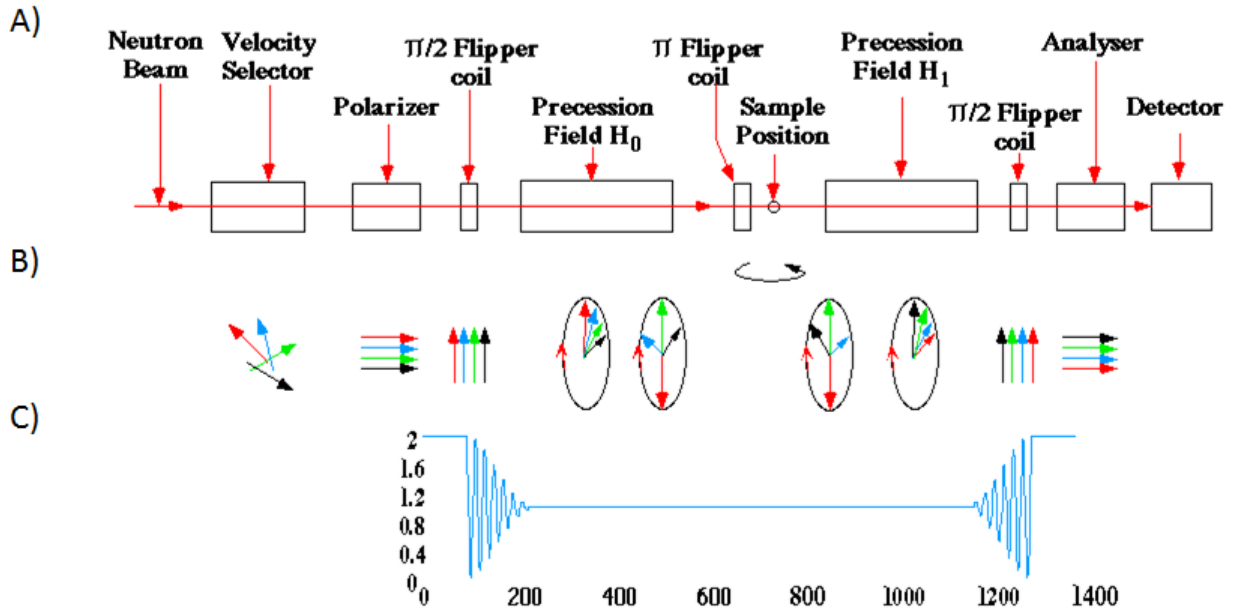 A)
Neutron
Beam
Velocity
Selector
Polarizer
π/2 Flipper
coil
Precession
Field H0
π Flipper
coil
Sample
Position
Precession
Field H1
π/2 Flipper
coil
Analyser
Detector
B)
C)
2
1.6
1.2
0.8
0.4
0
0 200 400 600 800 1000 1200 1400